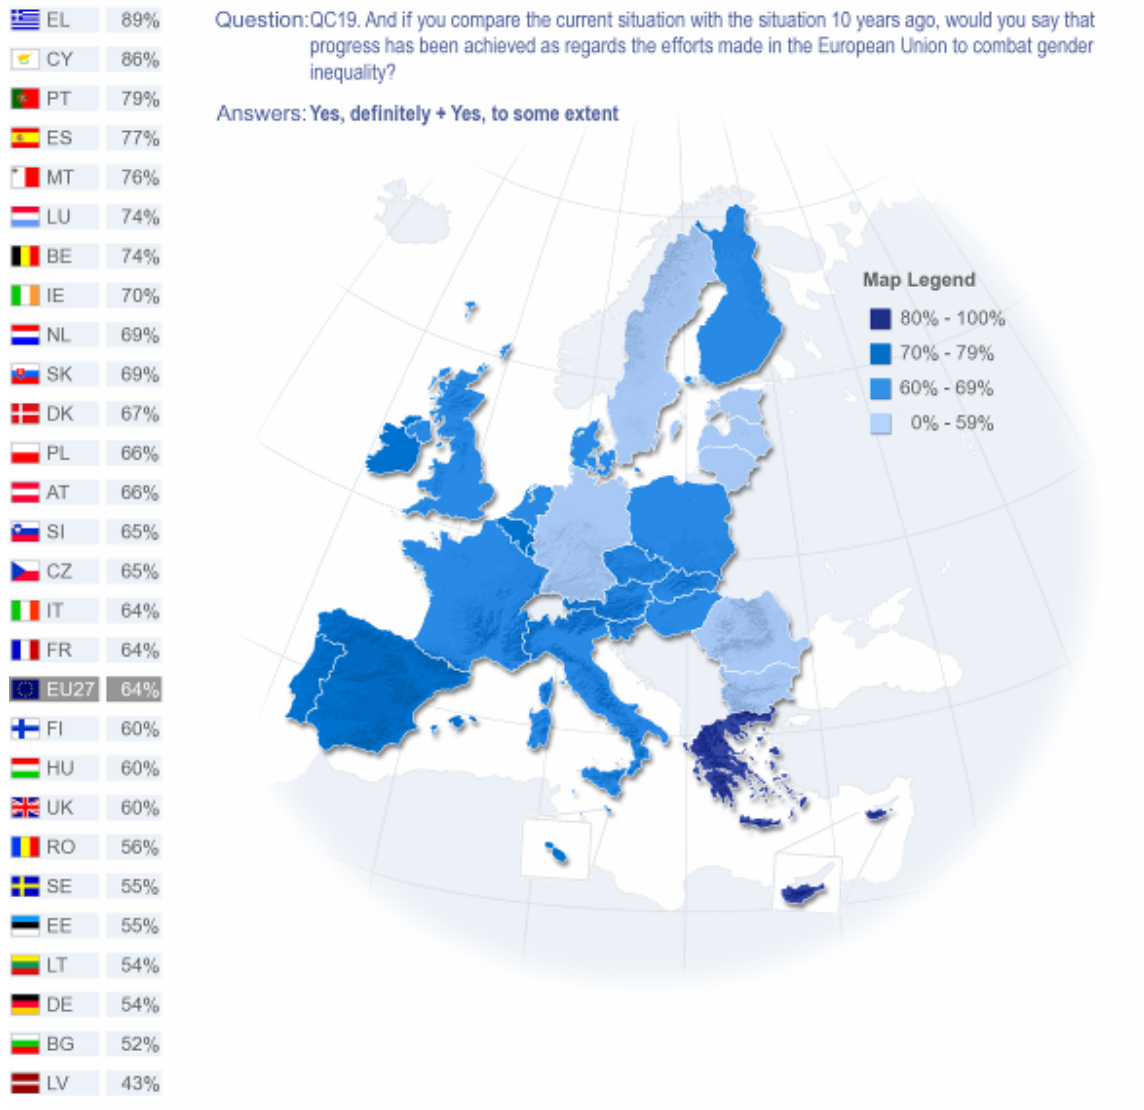 EL 89%
CY 86%
PT 79%
ES 77%
MT 76%
LU 74%
BE 74%
IE 70%
NL 69%
SK 69%
DK 67%
PL 66%
AT 66%
SI 65%
CZ 65%
IT 64%
FR 64%
EU27 64%
FI 60%
HU 60%
UK 60%
RO 56%
SE 55%
EE 55%
LT 54%
DE 54%
BG 52%
LV 43%
Question: QC19. And if you compare the current situation with the situation 10 years ago, would you say that
progress has been achieved as regards the efforts made in the European Union to combat gender
inequality?
Answers: Yes, definitely + Yes, to some extent
Map Legend
80% - 100%
70% - 79%
60% - 69%
0% - 59%